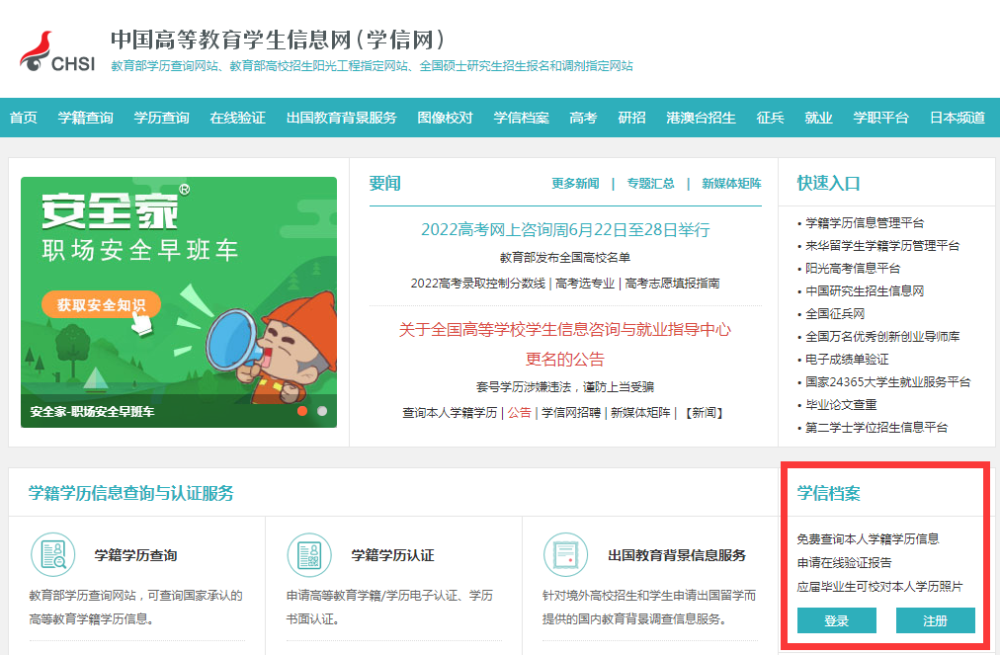 CHSI
中国高等教育学生信息网(学信网)
教育部学历查询网站、教育部高校招生阳光工程指定网站、全国硕士研究生招生报名和调剂指定网站
首页 学籍查询 学历查询 在线验证 出国教育背景服务 图像校对 学信档案 高考 研招 港澳台招生 征兵 就业 学职平台 日本频道
安全家®
职场安全早班车
获取安全知识
安全家-职场安全早班车
要闻 更多新闻 | 专题汇总 | 新媒体矩阵
2022高考网上咨询周6月22日至28日举行
教育部发布全国高校名单
2022高考录取控制分数线 | 高考选专业 | 高考志愿填报指南
关于全国高等学校学生信息咨询与就业指导中心
更名的公告
套号学历涉嫌违法，谨防上当受骗
查询本人学籍学历 | 公告 | 学信网招聘 | 新媒体矩阵 | 【新闻】
快速入口
• 学籍学历信息管理平台
• 来华留学生学籍学历管理平台
• 阳光高考信息平台
• 中国研究生招生信息网
• 全国征兵网
• 全国万名优秀创新创业导师库
• 电子成绩单验证
• 国家24365大学生就业服务平台
• 毕业论文查重
• 第二学士学位招生信息平台
学籍学历信息查询与认证服务
学籍学历查询
教育部学历查询网站，可查询国家承认的
高等教育学籍学历信息。
学籍学历认证
申请高等教育学籍/学历电子认证、学历
书面认证。
出国教育背景信息服务
针对境外高校招生和学生申请出国留学而
提供的国内教育背景调查信息服务。
学信档案
免费查询本人学籍学历信息
申请在线验证报告
应届毕业生可校对本人学历照片
登录 注册